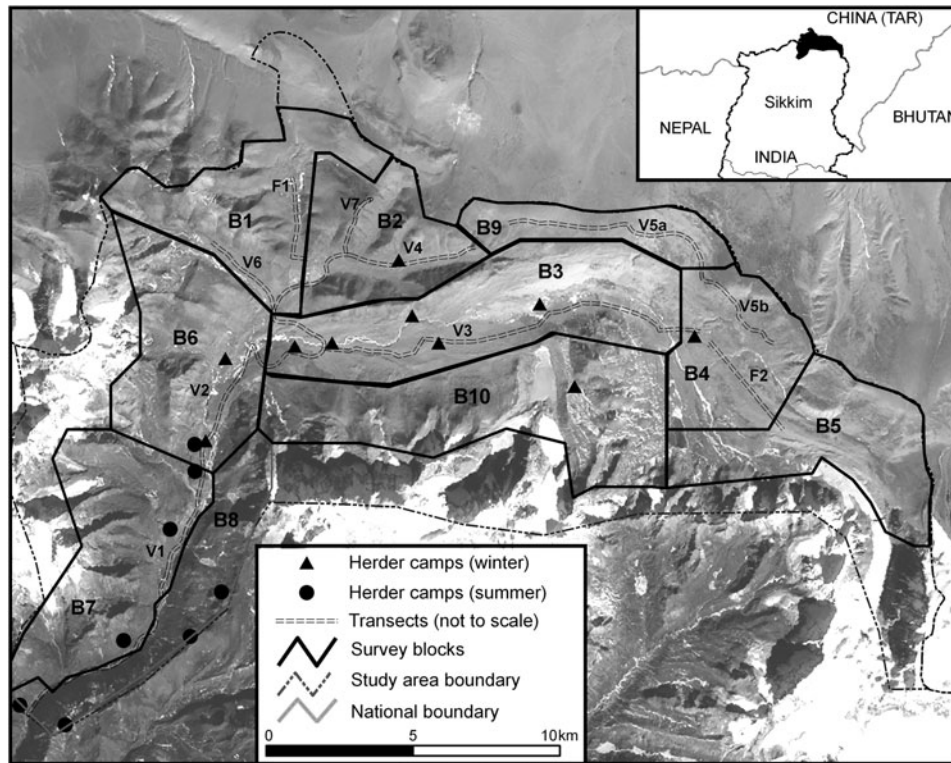 CHINA (TAR)
Sikkim
NEPAL
BHUTAN
INDIA
F1
B1
V7
B2
B9
V5a
V4
V6
B3
V5b
B6
V3
V2
B4
F2
B10
B5
B8
V1
B7
Herder camps (winter)
Herder camps (summer)
Transects (not to scale)
Survey blocks
Study area boundary
National boundary
0 5 10km